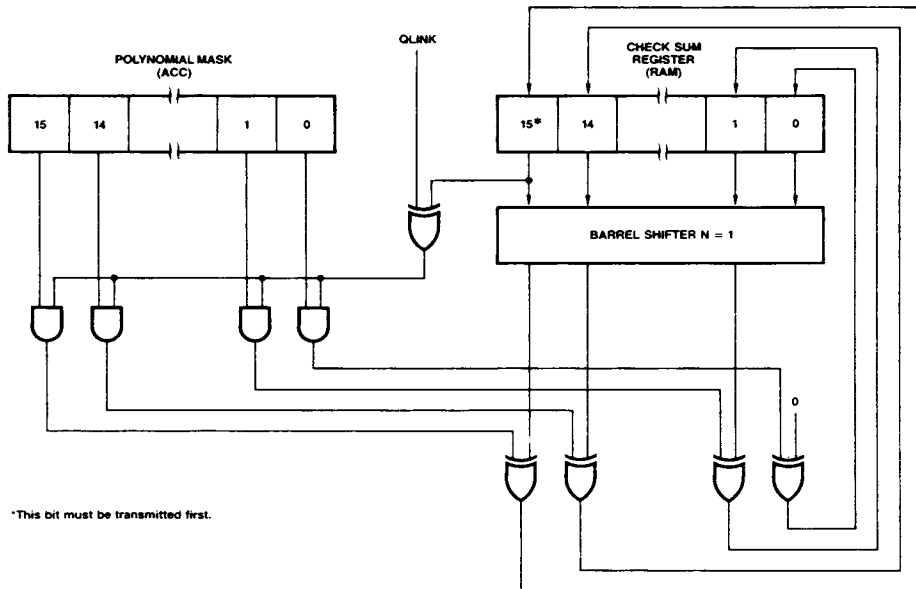 QLINK
POLYNOMIAL MASK
(ACC)
CHECK SUM
REGISTER
(RAM)
15 14 1 0
15* 14 1 0
BARREL SHIFTER N = 1
0
*This bit must be transmitted first.